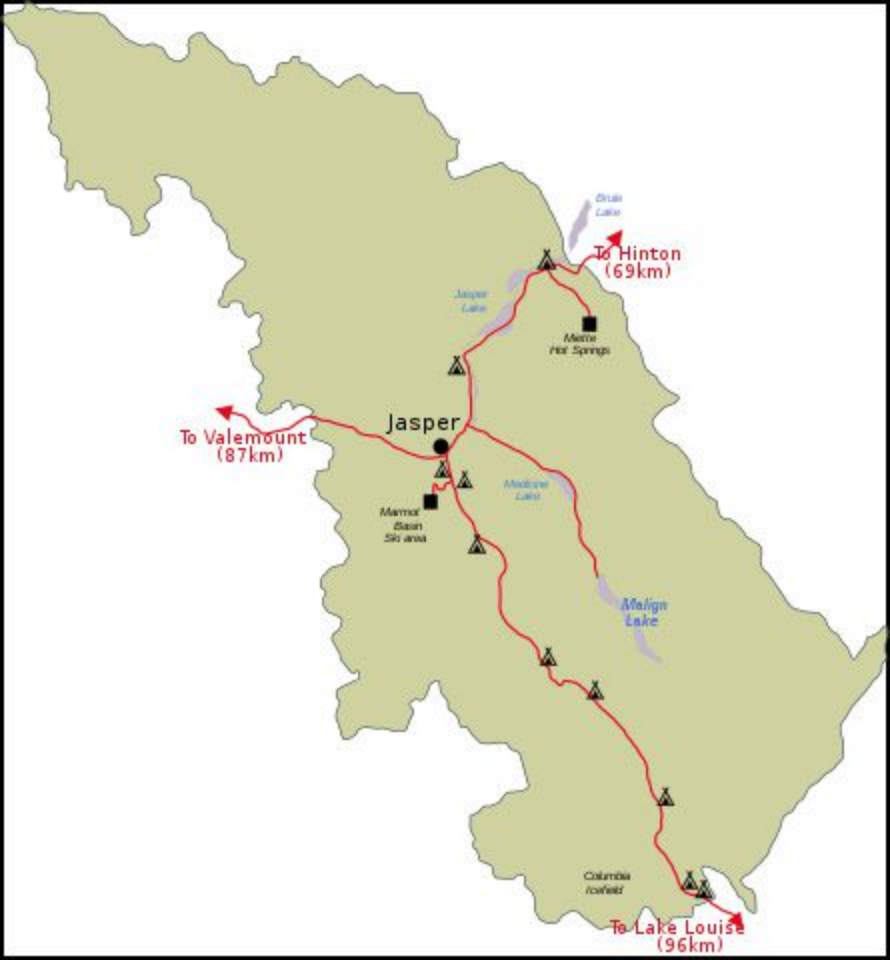 Brule
Lake
To Hinton
(69km)
Jasper
Lake
Miette
Hot Springs
Jasper
To Valemount
(87km)
Medicine
Lake
Marmot
Basin
Ski area
Malign
Lake
Columbia
Icefield
To Lake Louise
(96km)